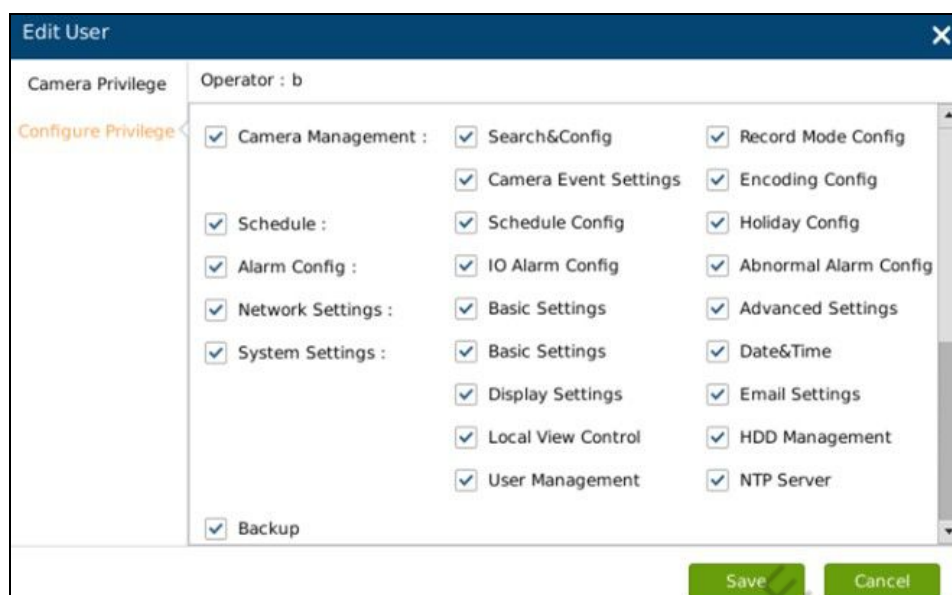 Edit User
Camera Privilege
Operator : b
Configure Privilege
Camera Management : Search&Config Record Mode Config
Camera Event Settings Encoding Config
Schedule : Schedule Config Holiday Config
Alarm Config : IO Alarm Config Abnormal Alarm Config
Network Settings : Basic Settings Advanced Settings
System Settings : Basic Settings Date&Time
Display Settings Email Settings
Local View Control HDD Management
User Management NTP Server
Backup
Save Cancel